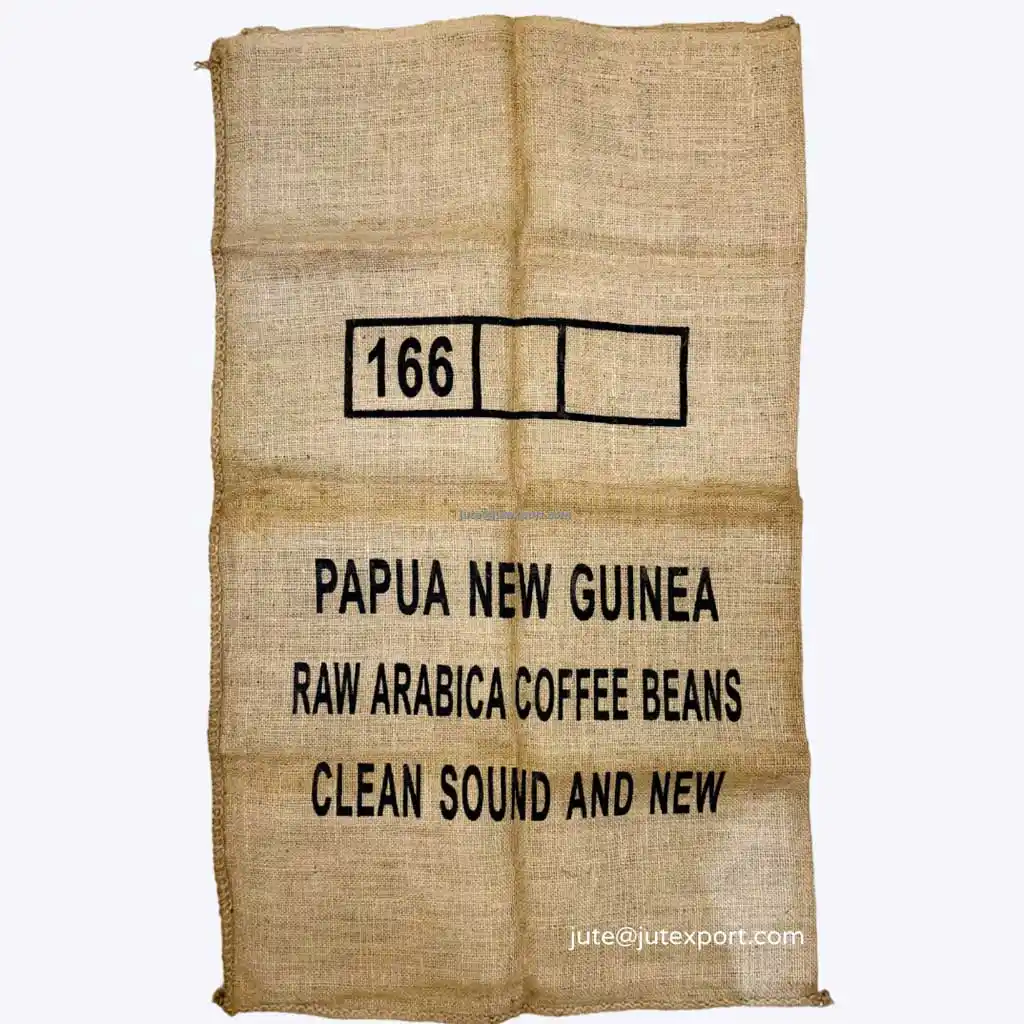 166
PAPUA NEW GUINEA
RAW ARABICA COFFEE BEANS
CLEAN SOUND AND NEW
jute@jutexport.com